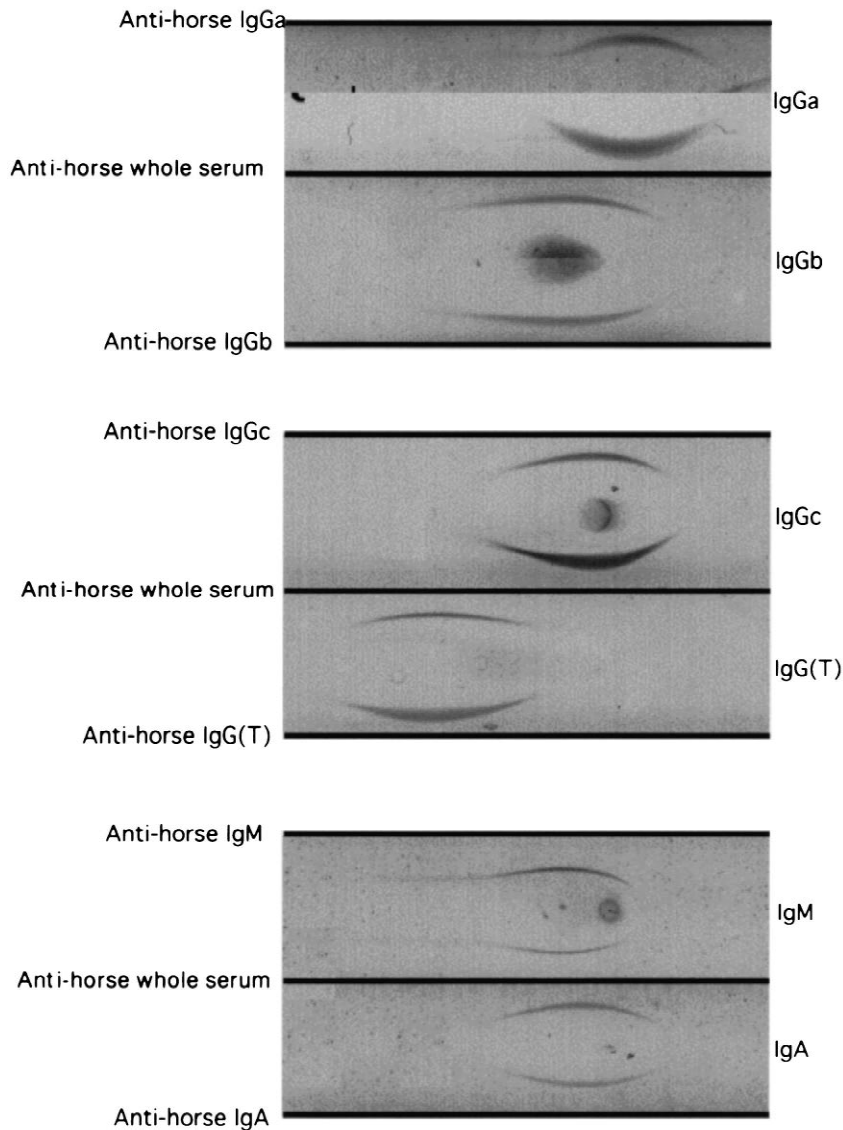 Anti-horse IgGa
IgGa
Anti-horse whole serum
IgGb
Anti-horse IgGb
Anti-horse IgGc
IgGc
Anti-horse whole serum
IgG(T)
Anti-horse IgG(T)
Anti-horse IgM
IgM
Anti-horse whole serum
IgA
Anti-horse IgA